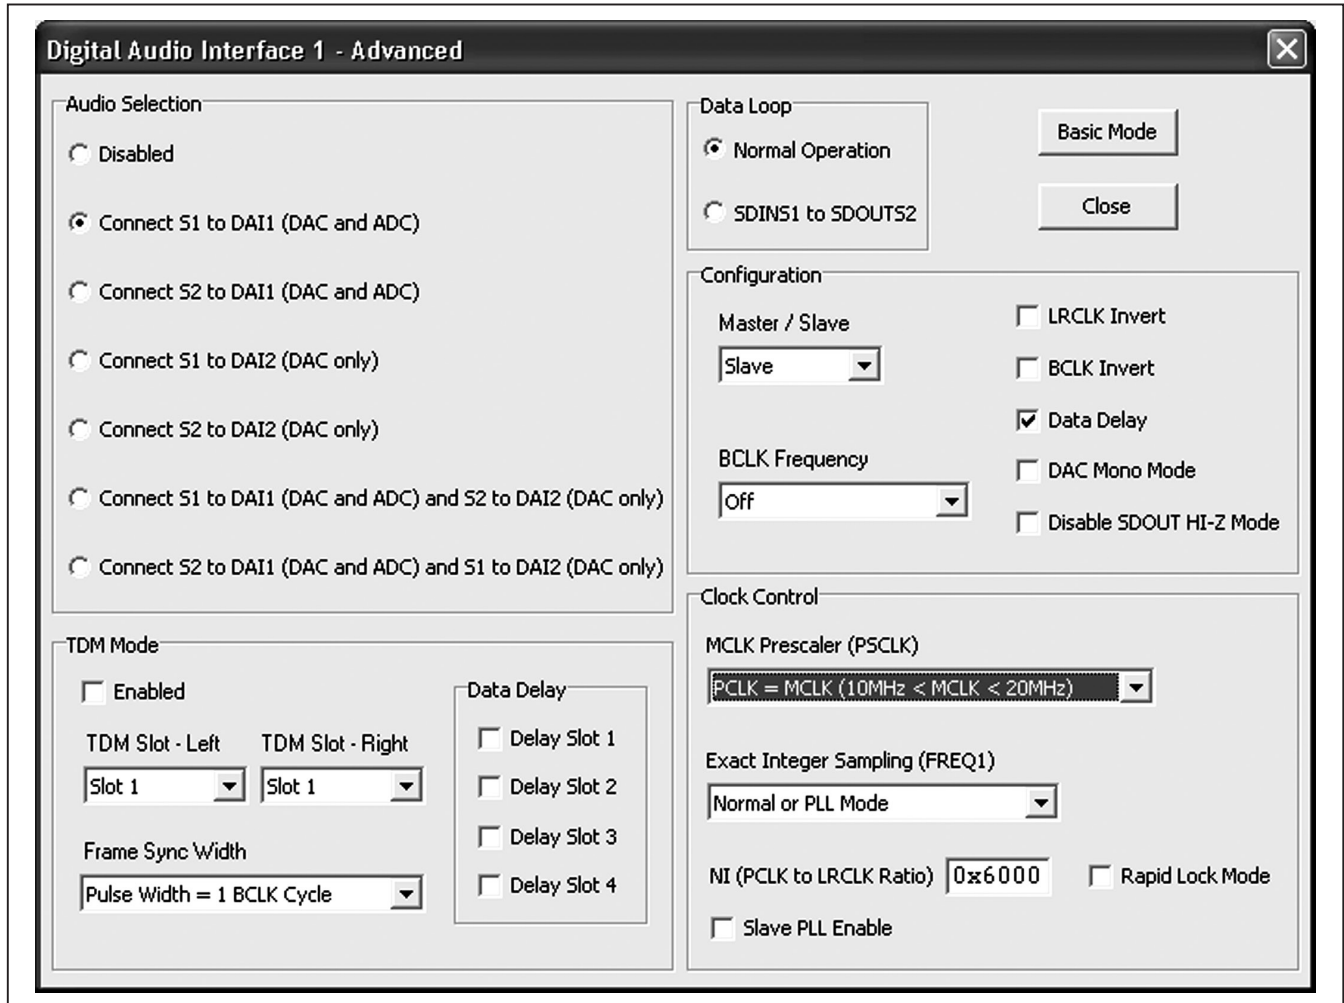 Digital Audio Interface 1 - Advanced
Audio Selection
Disabled
Connect S1 to DAI1 (DAC and ADC)
Connect S2 to DAI1 (DAC and ADC)
Connect S1 to DAI2 (DAC only)
Connect S2 to DAI2 (DAC only)
Connect S1 to DAI1 (DAC and ADC) and S2 to DAI2 (DAC only)
Connect S2 to DAI1 (DAC and ADC) and S1 to DAI2 (DAC only)
Data Loop
Normal Operation
SDINS1 to SDOUTS2
Basic Mode
Close
Configuration
Master / Slave
Slave
BCLK Frequency
Off
LRCLK Invert
BCLK Invert
Data Delay
DAC Mono Mode
Disable SDOUT HI-Z Mode
TDM Mode
Enabled
TDM Slot - Left
TDM Slot - Right
Slot 1
Slot 1
Frame Sync Width
Pulse Width = 1 BCLK Cycle
Data Delay
Delay Slot 1
Delay Slot 2
Delay Slot 3
Delay Slot 4
Clock Control
MCLK Prescaler (PSCLK)
PCLK = MCLK (10MHz < MCLK < 20MHz)
Exact Integer Sampling (FREQ1)
Normal or PLL Mode
NI (PCLK to LRCLK Ratio)
0x6000
Rapid Lock Mode
Slave PLL Enable